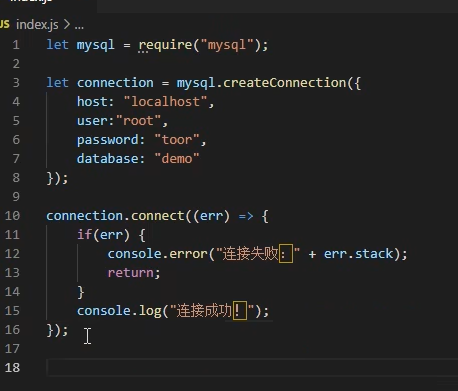 JS index.js > ...
1 let mysql = require("mysql");
2
3 let connection = mysql.createConnection({
4 host: "localhost",
5 user:"root",
6 password: "toor",
7 database: "demo"
8 });
9
10 connection.connect((err) => {
11 if(err) {
12 console.error("连接失败：" + err.stack);
13 return;
14 }
15 console.log("连接成功！");
16 });
17
18